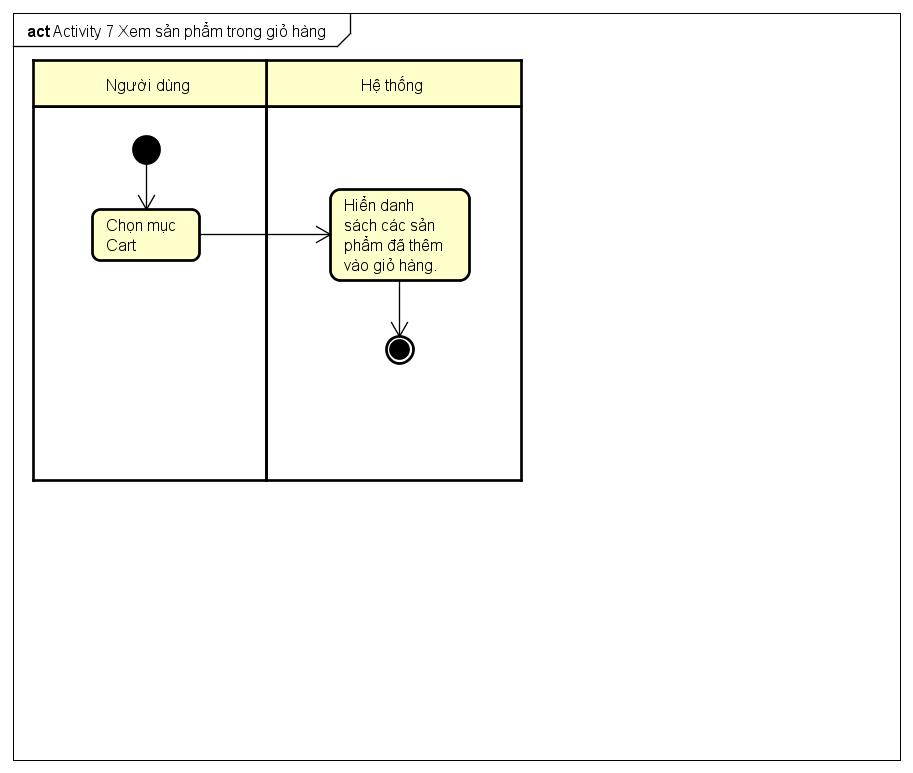 act Activity 7 Xem sản phẩm trong giỏ hàng
Người dùng
Hệ thống
Chọn mục
Cart
Hiển danh
sách các sản
phẩm đã thêm
vào giỏ hàng.